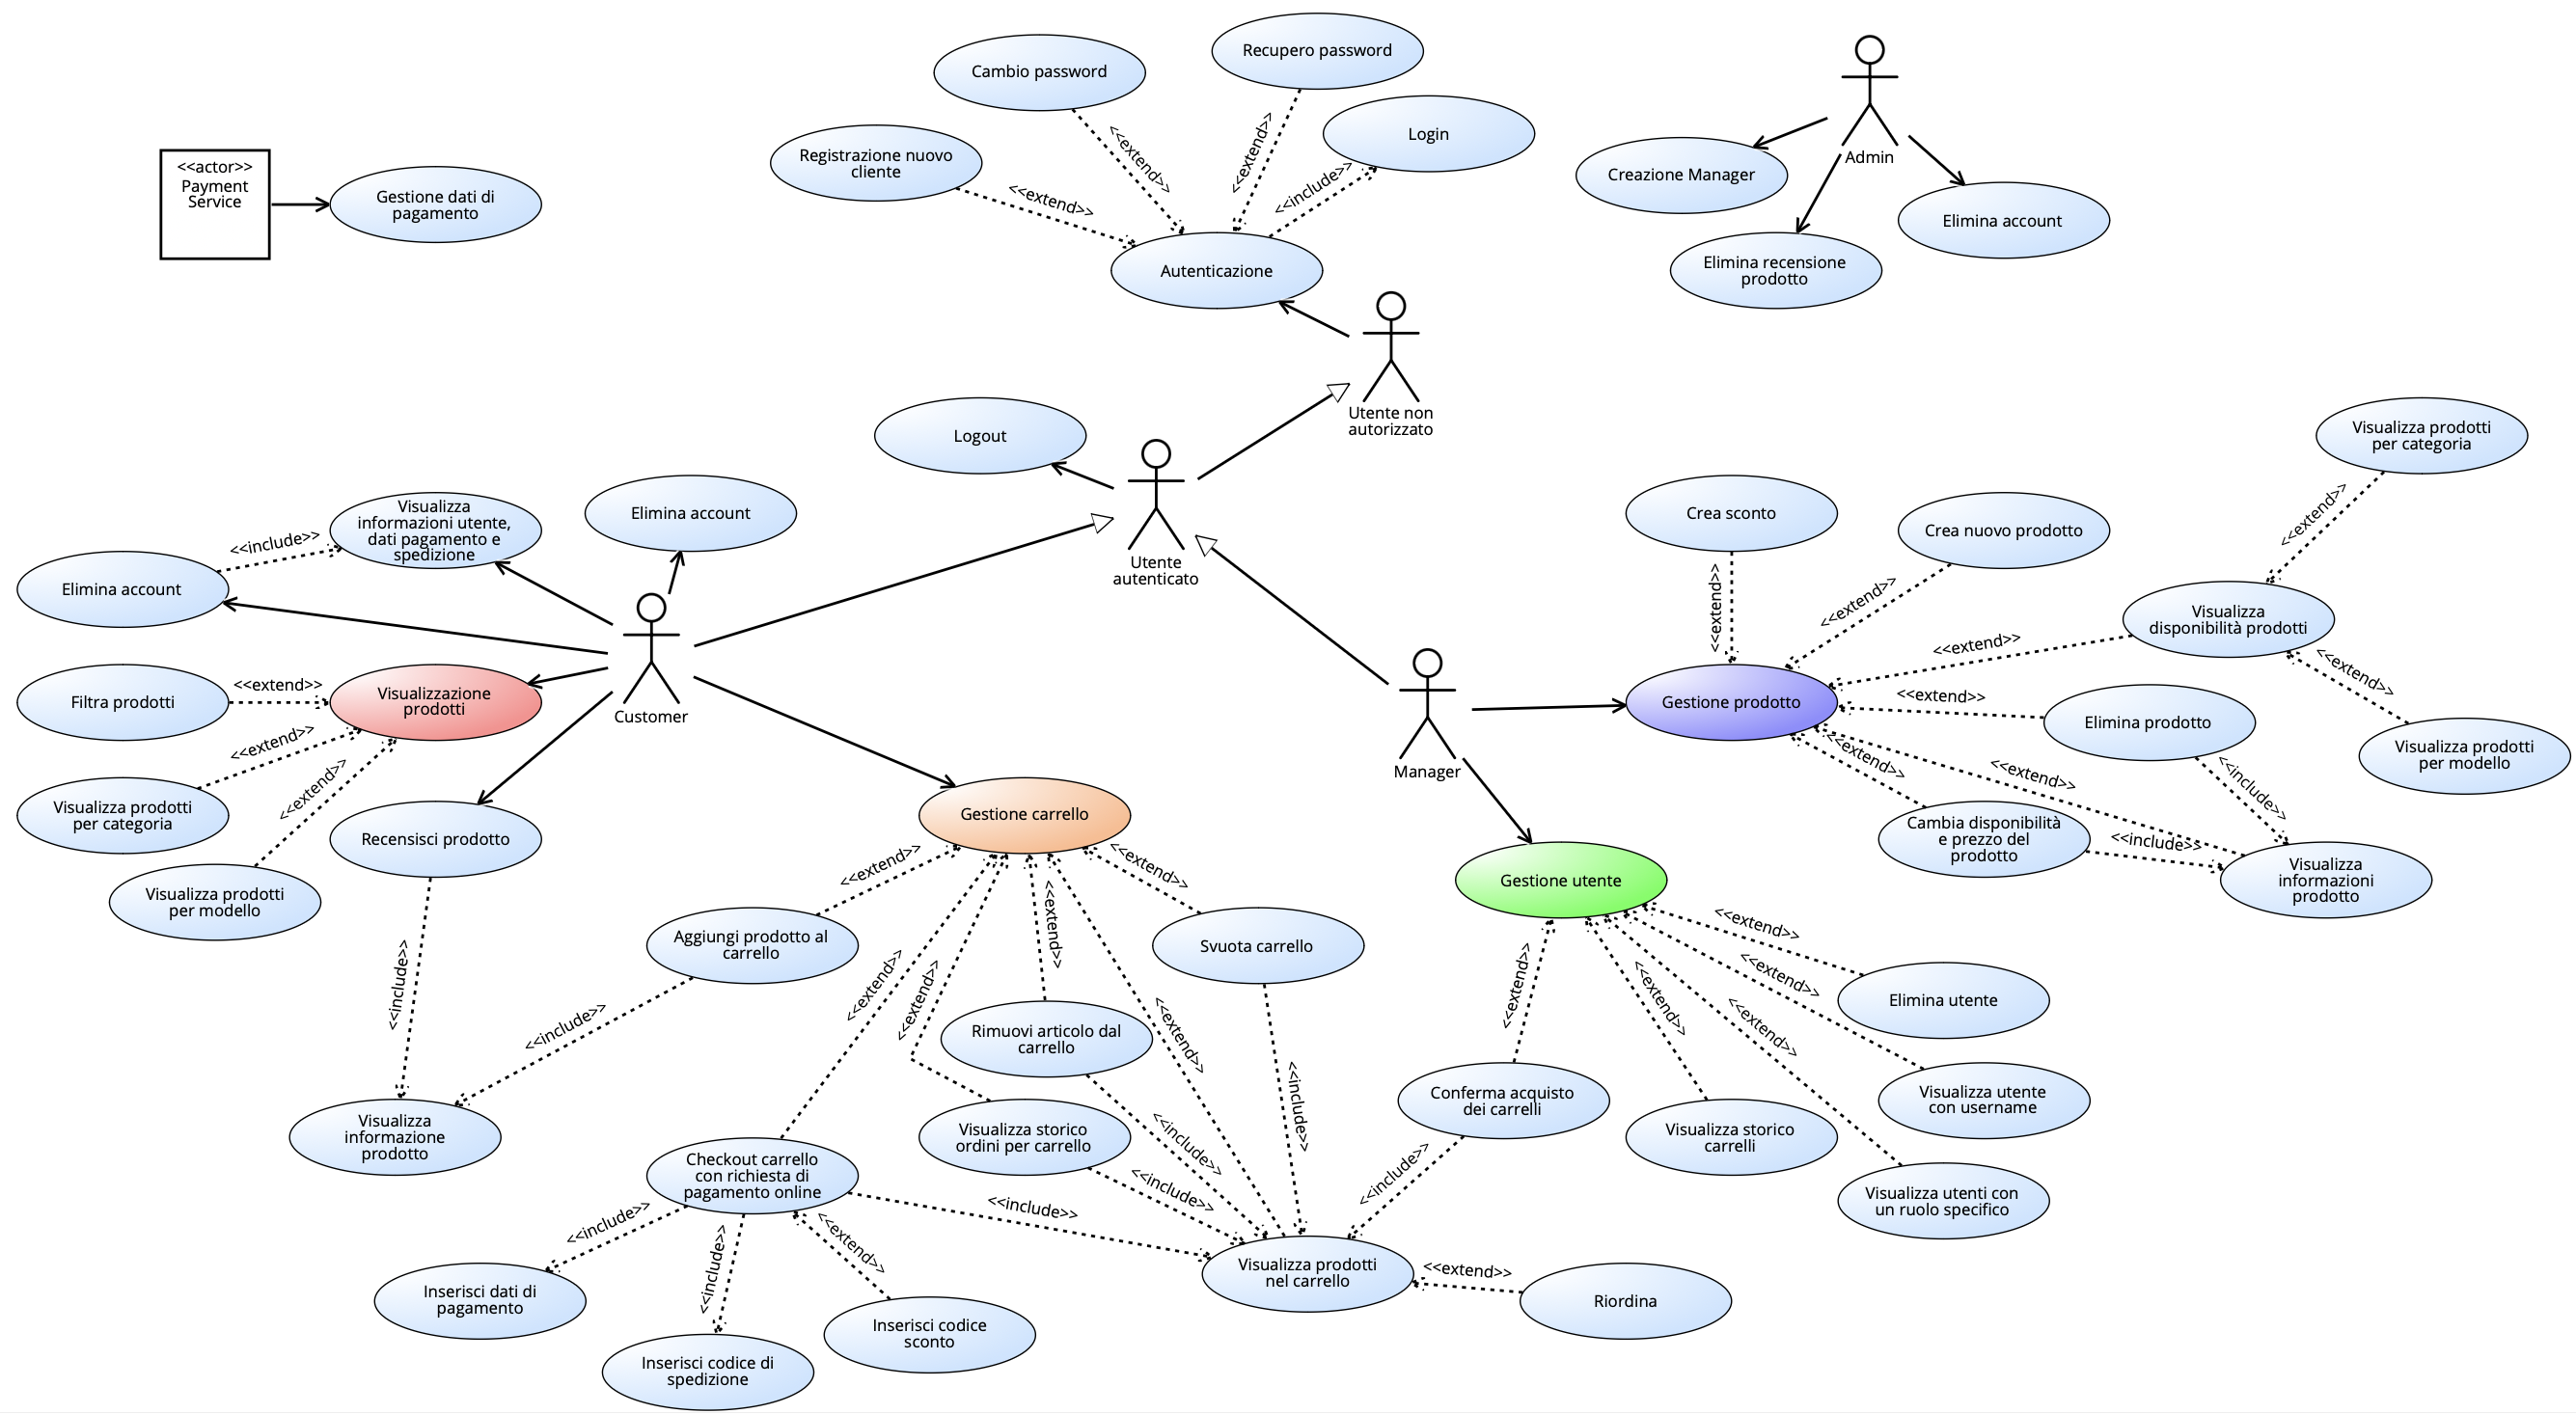 Recupero password
Cambio password
Login
Registrazione nuovo
cliente
<<extend>>
<<extend>>
<<extend>>
<<include>>
Autenticazione
<<actor>>
Payment
Service
Gestione dati di
pagamento
Admin
Creazione Manager
Elimina account
Elimina recensione
prodotto
Utente non
autorizzato
Logout
Utente
autenticato
Visualizza
informazioni utente,
dati pagamento e
spedizione
Elimina account
<<include>>
Elimina account
Customer
Filtra prodotti
<<extend>>
Visualizzazione
prodotti
<<extend>>
<<extend>>
Visualizza prodotti
per categoria
Visualizza prodotti
per modello
Recensisci prodotto
<<include>>
Visualizza
informazione
prodotto
Gestione carrello
<<extend>>
<<extend>>
<<extend>>
<<extend>>
<<extend>>
<<extend>>
Aggiungi prodotto al
carrello
<<include>>
Svuota carrello
Rimuovi articolo dal
carrello
<<include>>
<<include>>
Visualizza storico
ordini per carrello
<<include>>
Checkout carrello
con richiesta di
pagamento online
<<include>>
<<include>>
<<include>>
<<extend>>
Inserisci dati di
pagamento
Inserisci codice di
spedizione
Inserisci codice
sconto
Visualizza prodotti
nel carrello
<<extend>>
Riordina
Manager
Crea sconto
Crea nuovo prodotto
Visualizza prodotti
per categoria
<<extend>>
<<extend>>
<<extend>>
Visualizza
disponibilità prodotti
<<extend>>
<<extend>>
Visualizza prodotti
per modello
Gestione prodotto
<<extend>>
Elimina prodotto
<<extend>>
<<extend>>
<<include>>
Cambia disponibilità
e prezzo del
prodotto
<<include>>
Visualizza
informazioni
prodotto
Gestione utente
<<extend>>
<<extend>>
<<extend>>
<<extend>>
<<extend>>
Elimina utente
Conferma acquisto
dei carrelli
<<include>>
Visualizza utente
con username
Visualizza storico
carrelli
Visualizza utenti con
un ruolo specifico